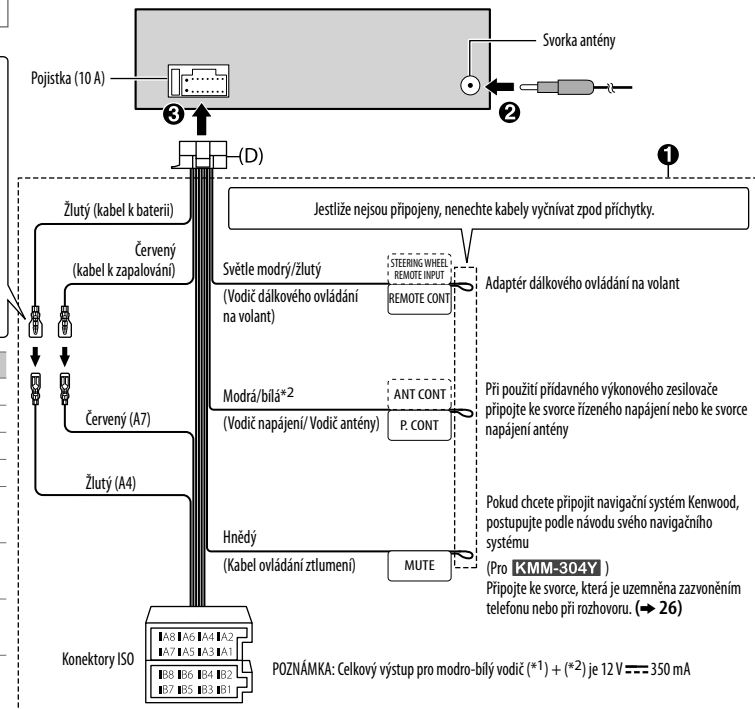 Svorka antény
Pojistka (10 A)
❸
❷
(D)
❶
Žlutý (kabel k baterii)
Jestliže nejsou připojeny, nenechte kabely vyčnívat zpod příchytky.
Červený
(kabel k zapalování)
Světle modrý/žlutý
(Vodič dálkového ovládání
na volant)
STEERING WHEEL
REMOTE INPUT
REMOTE CONT
Adaptér dálkového ovládání na volant
Modrá/bílá*2
(Vodič napájení/ Vodič antény)
ANT CONT
P. CONT
Při použití přídavného výkonového zesilovače
připojte ke svorce řízeného napájení nebo ke svorce
napájení antény
Červený (A7)
Žlutý (A4)
Hnědý
(Kabel ovládání ztlumení)
MUTE
Pokud chcete připojit navigační systém Kenwood,
postupujte podle návodu svého navigačního
systému
(Pro KMM-304Y )
Připojte ke svorce, která je uzemněna zazvoněním
telefonu nebo při rozhovoru. (➜ 26)
Konektory ISO
A8 A6 A4 A2
A7 A5 A3 A1
B8 B6 B4 B2
B7 B5 B3 B1
POZNÁMKA: Celkový výstup pro modro-bílý vodič (*1) + (*2) je 12 V ⎓ 350 mA